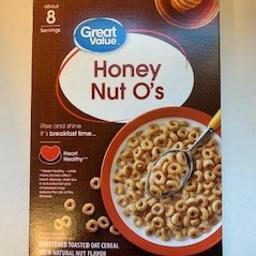 about
8
Servings
Great
Value
Honey
Nut O's
Rise and shine
it's breakfast time...
Heart
Healthy**
SWEETENED TOASTED OAT CEREAL
WITH NATURAL NUT FLAVOR